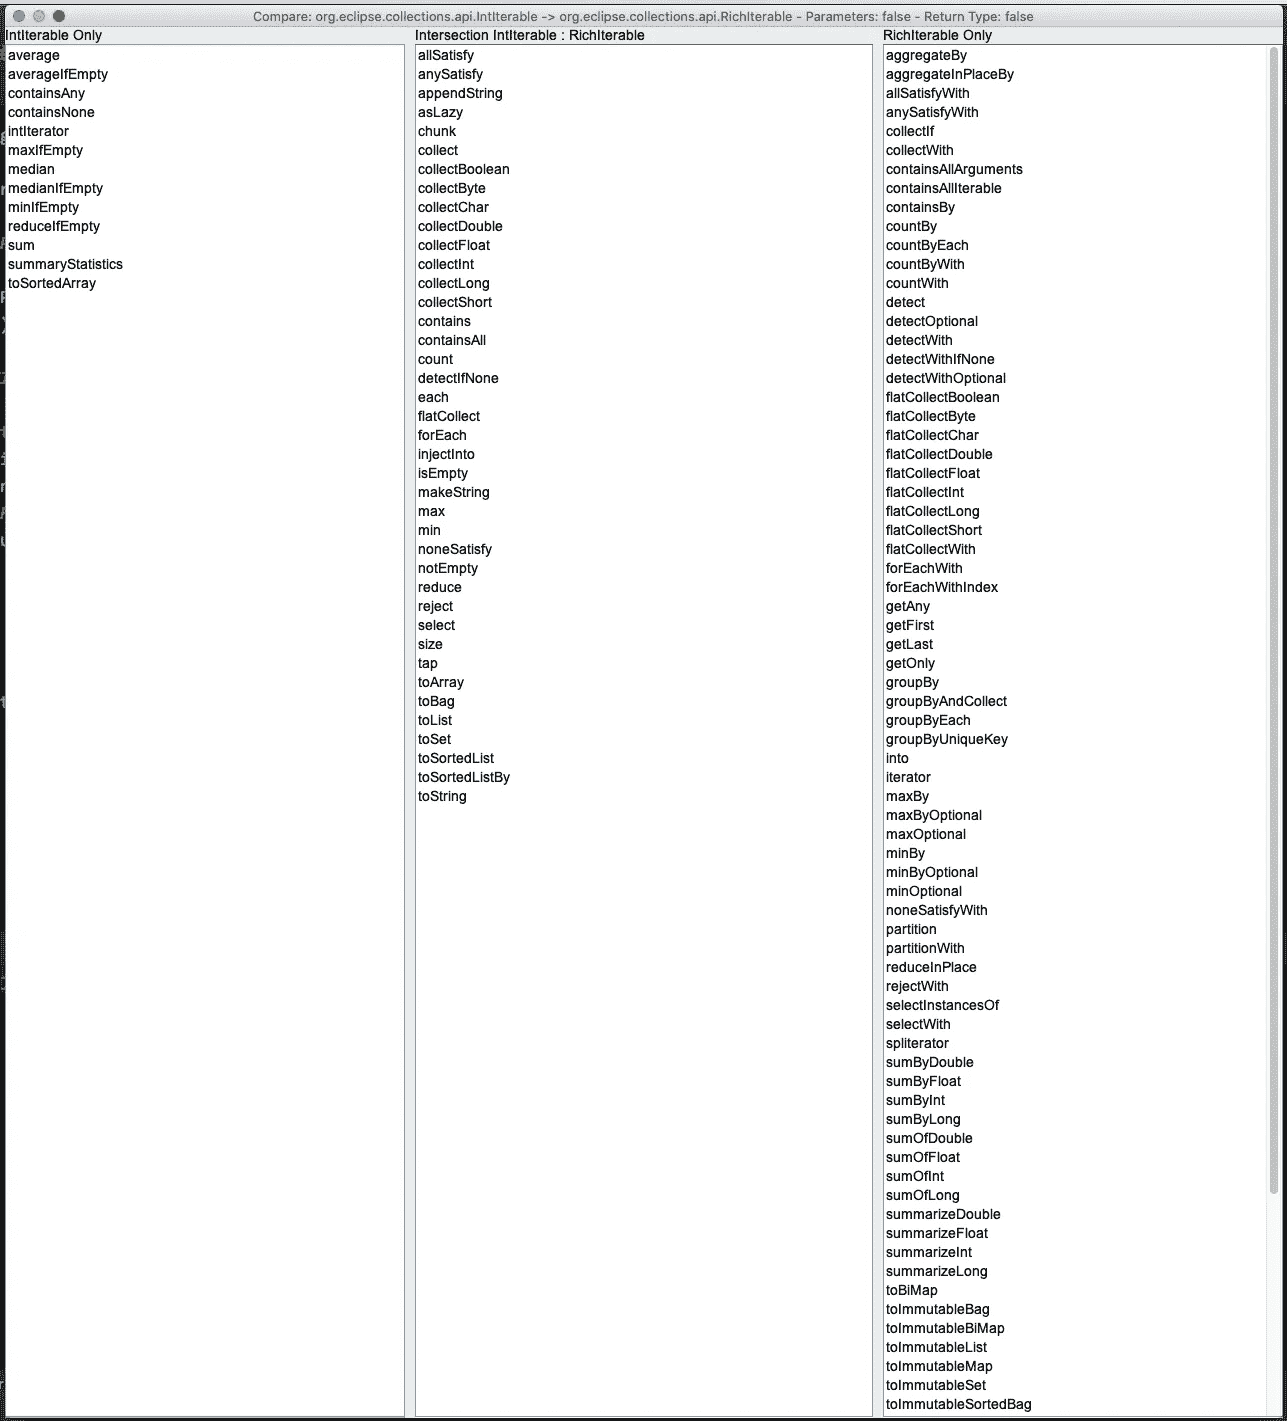 Compare: org.eclipse.collections.api.IntIterable -> org.eclipse.collections.api.RichIterable - Parameters: false - Return Type: false
IntIterable Only
average
averageIfEmpty
containsAny
containsNone
intIterator
maxIfEmpty
median
medianIfEmpty
minIfEmpty
reduceIfEmpty
sum
summaryStatistics
toSortedArray
Intersection IntIterable : RichIterable
allSatisfy
anySatisfy
appendString
asLazy
chunk
collect
collectBoolean
collectByte
collectChar
collectDouble
collectFloat
collectInt
collectLong
collectShort
contains
containsAll
count
detectIfNone
each
flatCollect
forEach
injectInto
isEmpty
makeString
max
min
noneSatisfy
notEmpty
reduce
reject
select
size
tap
toArray
toBag
toList
toSet
toSortedList
toSortedListBy
toString
RichIterable Only
aggregateBy
aggregateInPlaceBy
allSatisfyWith
anySatisfyWith
collectIf
collectWith
containsAllArguments
containsAllIterable
containsBy
countBy
countByEach
countByWith
countWith
detect
detectOptional
detectWith
detectWithIfNone
detectWithOptional
flatCollectBoolean
flatCollectByte
flatCollectChar
flatCollectDouble
flatCollectFloat
flatCollectInt
flatCollectLong
flatCollectShort
flatCollectWith
forEachWith
forEachWithIndex
getAny
getFirst
getLast
getOnly
groupBy
groupByAndCollect
groupByEach
groupByUniqueKey
into
iterator
maxBy
maxByOptional
maxOptional
minBy
minByOptional
minOptional
noneSatisfyWith
partition
partitionWith
reduceInPlace
rejectWith
selectInstancesOf
selectWith
spliterator
sumByDouble
sumByFloat
sumByInt
sumByLong
sumOfDouble
sumOfFloat
sumOfInt
sumOfLong
summarizeDouble
summarizeFloat
summarizeInt
summarizeLong
toBiMap
toImmutableBag
toImmutableBiMap
toImmutableList
toImmutableMap
toImmutableSet
toImmutableSortedBag